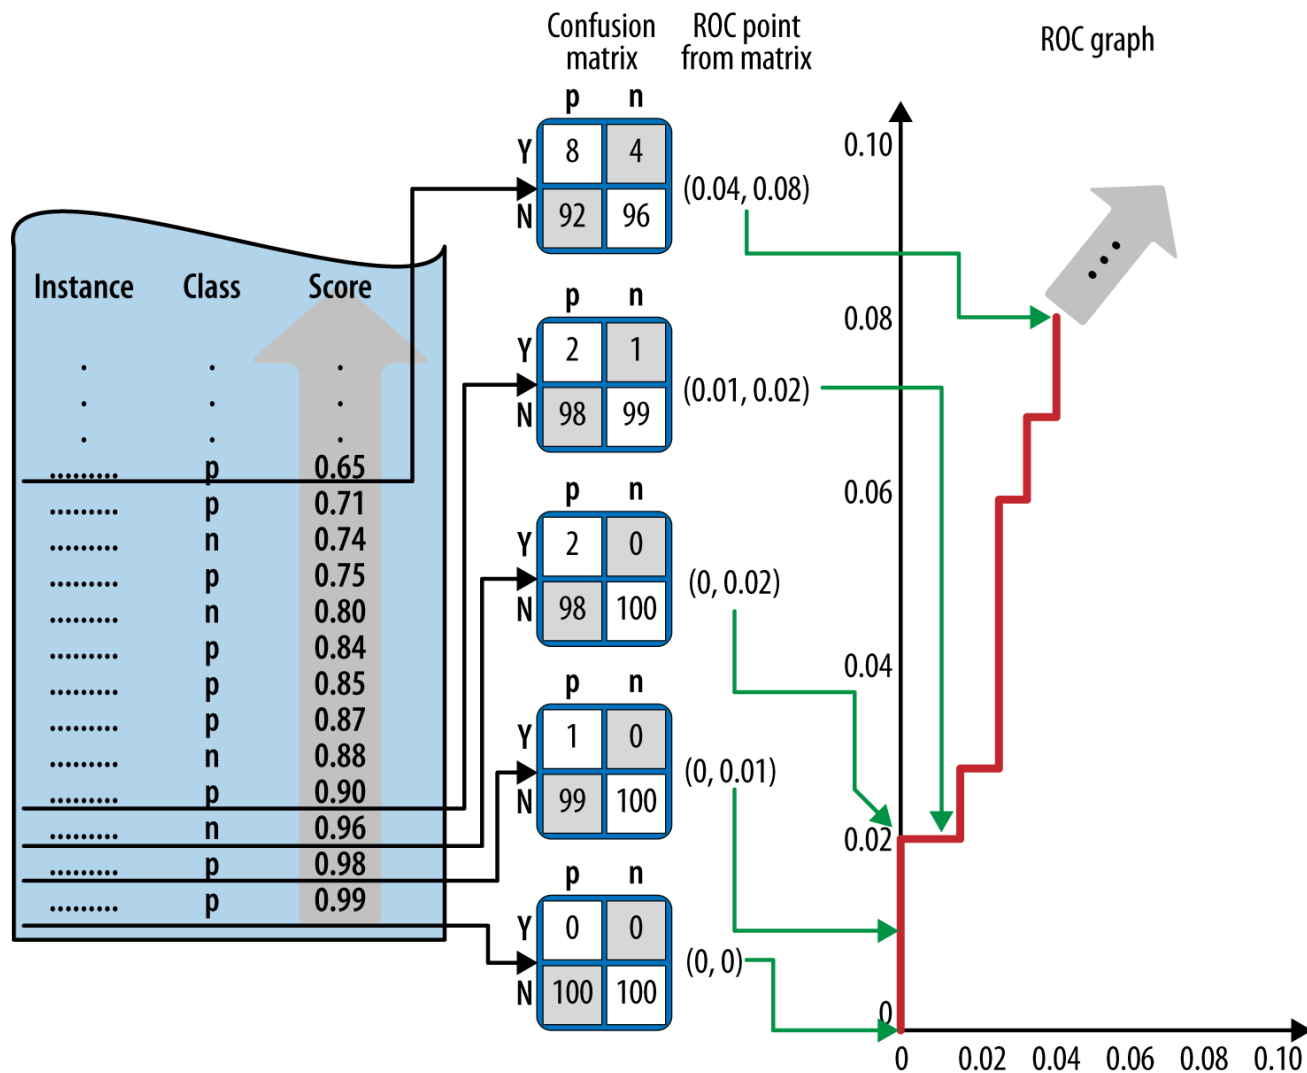 Confusion matrix
ROC point from matrix
ROC graph
p n
Y 8 4
N 92 96
(0.04, 0.08)
p n
Y 2 1
N 98 99
(0.01, 0.02)
p n
Y 2 0
N 98 100
(0, 0.02)
p n
Y 1 0
N 99 100
(0, 0.01)
p n
Y 0 0
N 100 100
(0, 0)
Instance Class Score
. . .
. . .
. . .
......... p 0.65
......... p 0.71
......... n 0.74
......... p 0.75
......... n 0.80
......... p 0.84
......... p 0.85
......... p 0.87
......... n 0.88
......... p 0.90
......... n 0.96
......... p 0.98
......... p 0.99
0.10
0.08
0.06
0.04
0.02
0
0 0.02 0.04 0.06 0.08 0.10
...